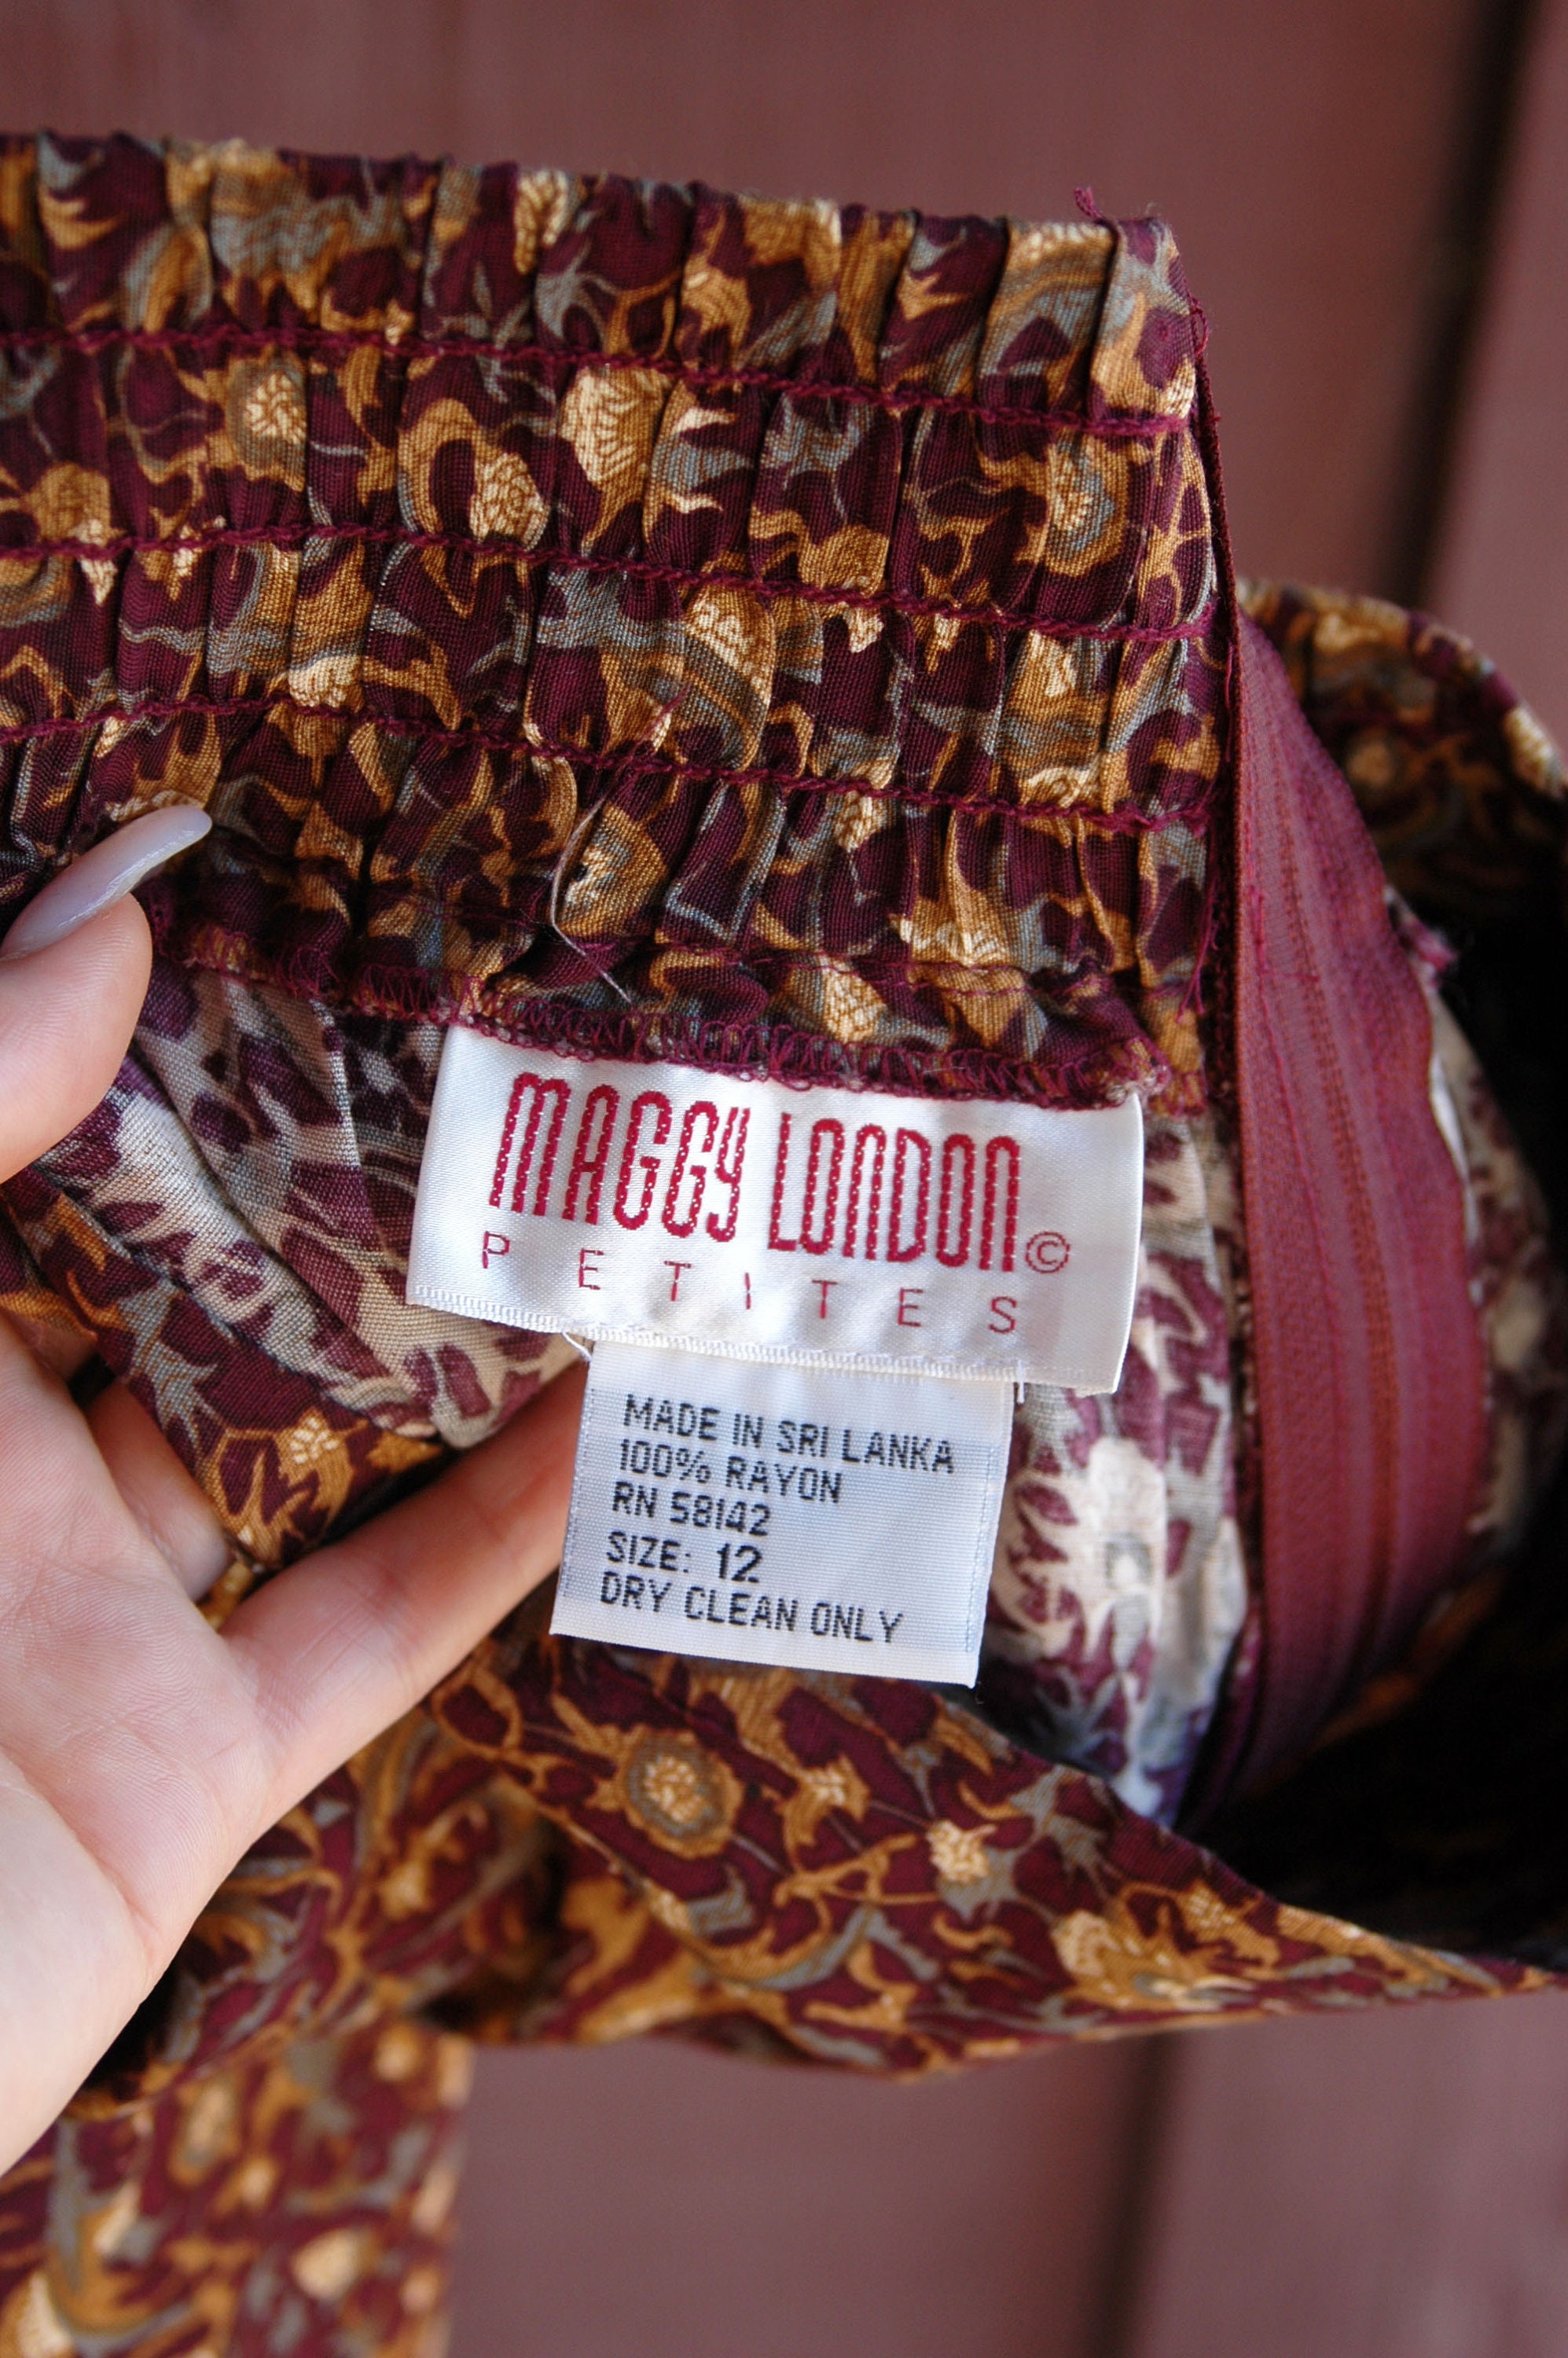 MAGGY LONDON©
PETITES
MADE IN SRI LANKA
100% RAYON
RN 58142
SIZE: 12
DRY CLEAN ONLY